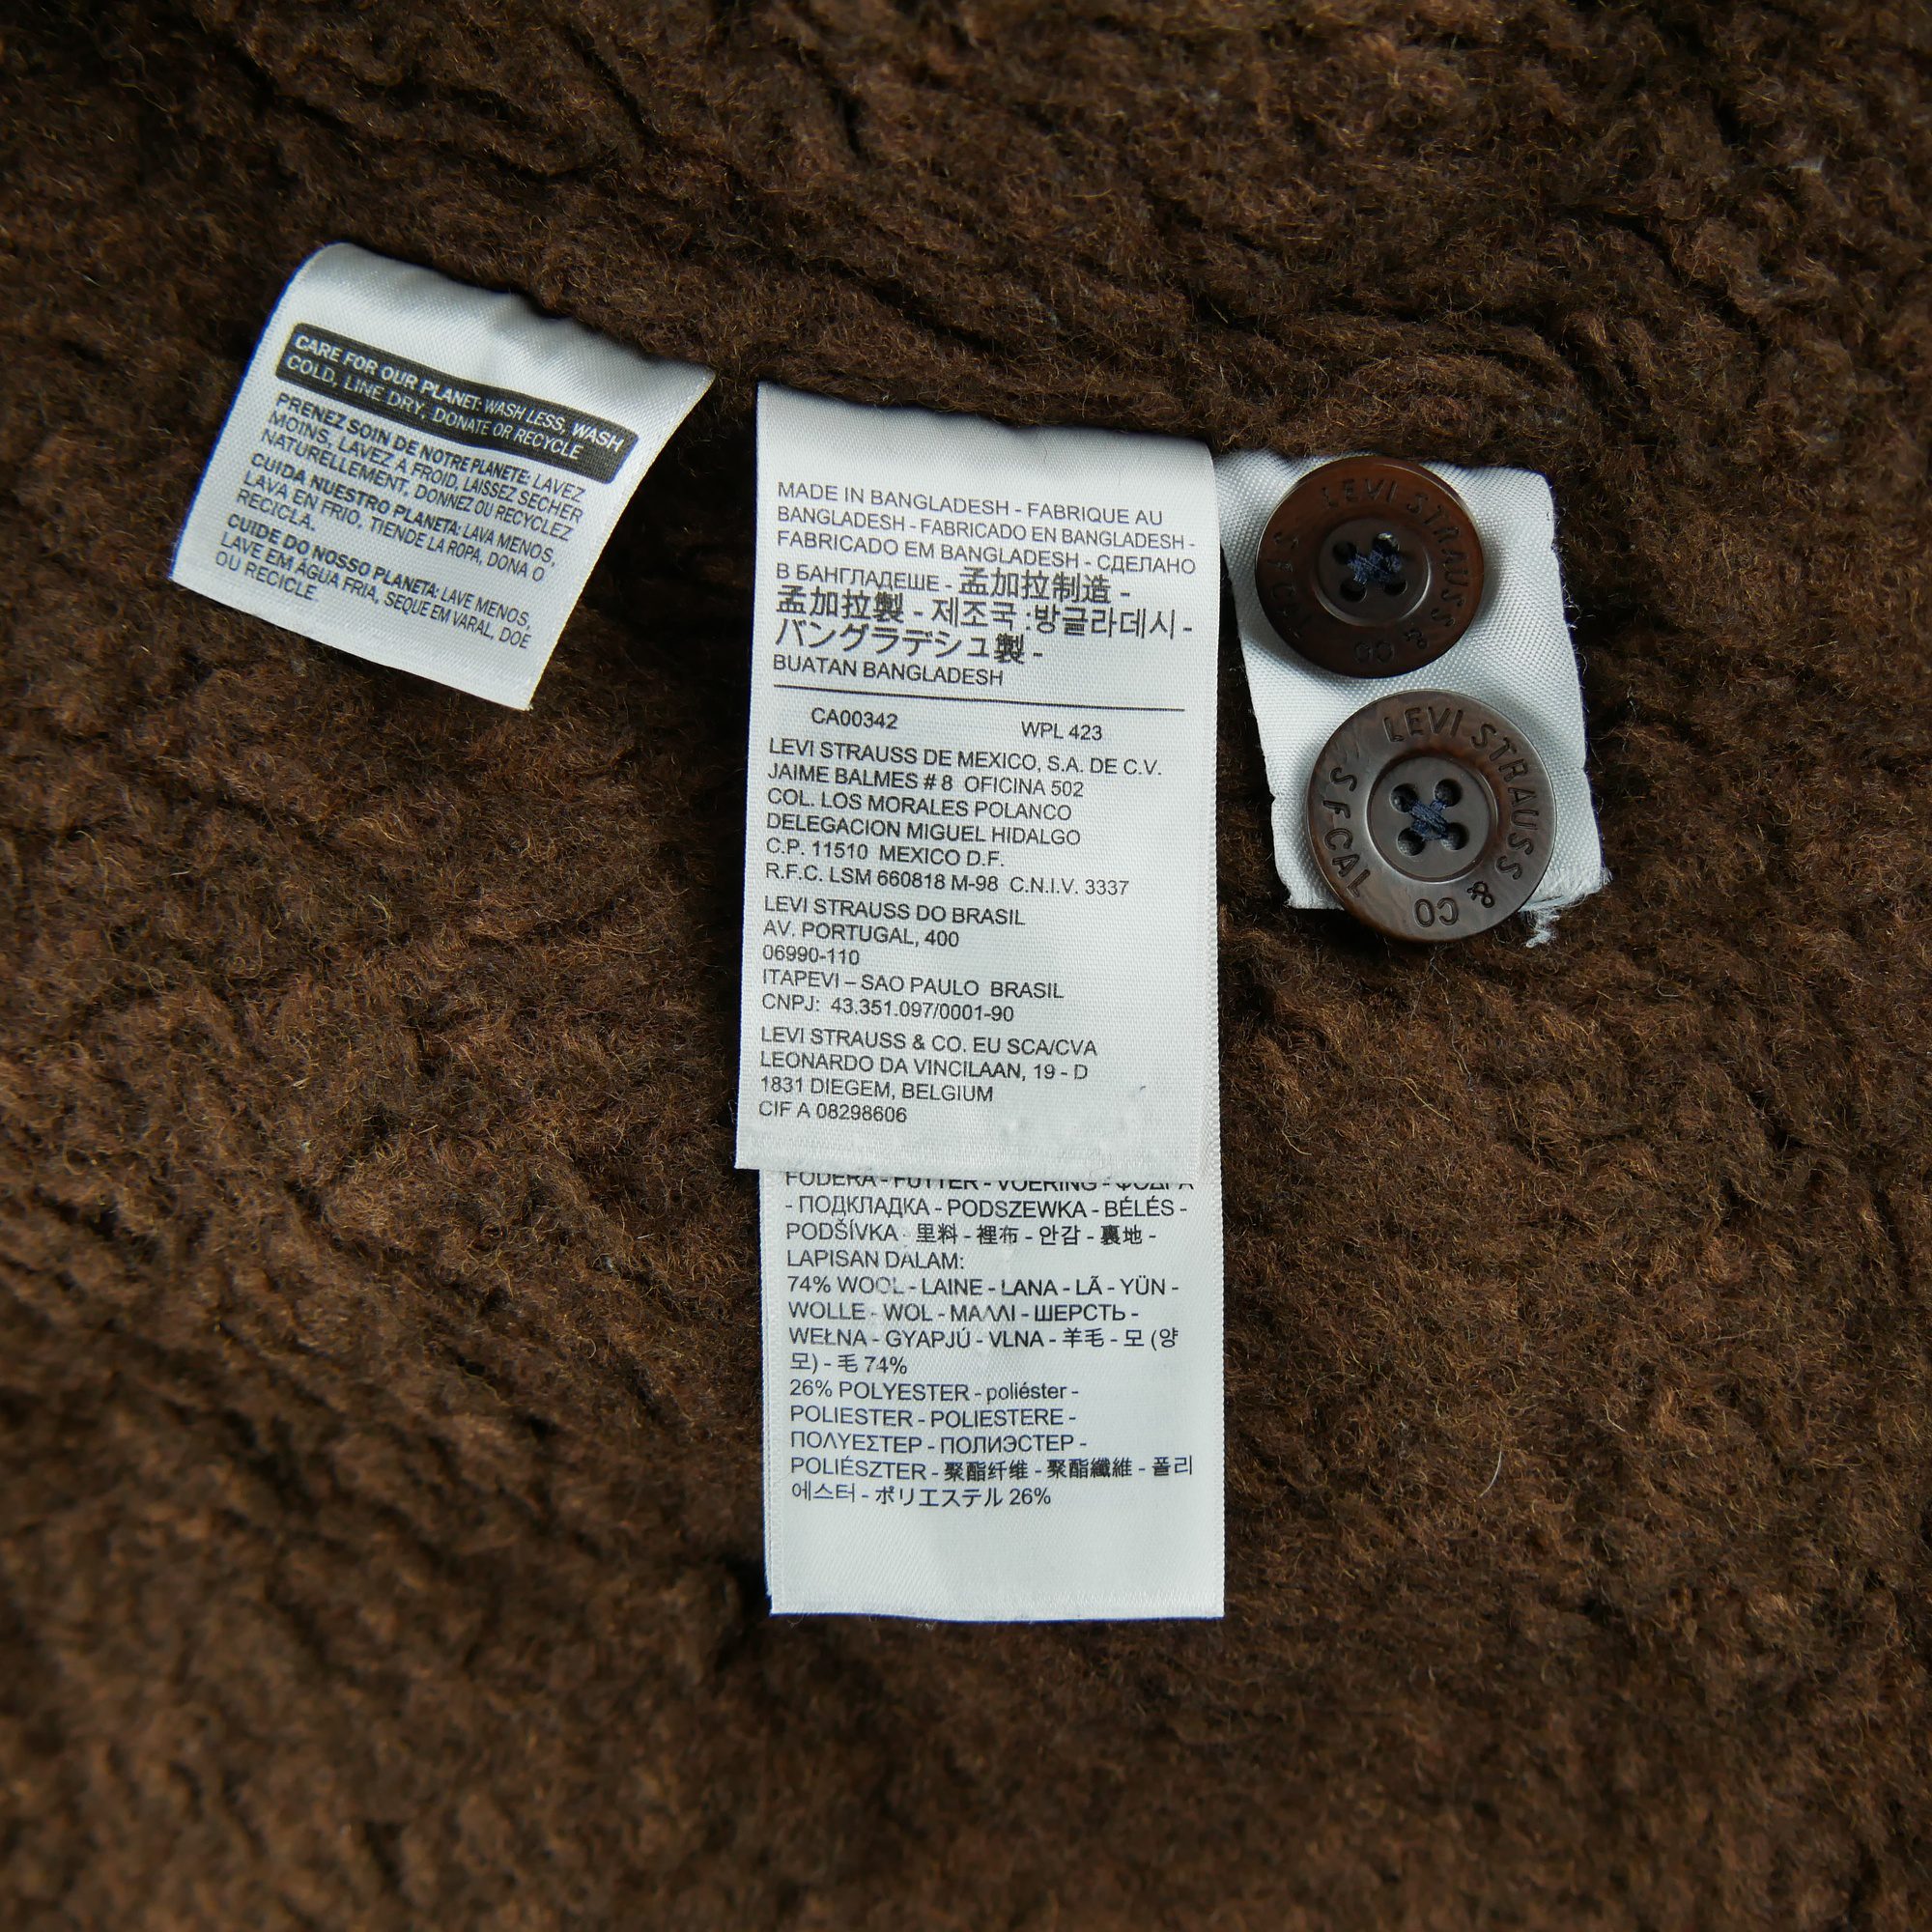 CARE FOR OUR PLANET: WASH LESS, WASH
COLD, LINE DRY, DONATE OR RECYCLE
PRENEZ SOIN DE NOTRE PLANETE: LAVEZ
MOINS, LAVEZ A FROID, LAISSEZ SECHER
NATURELLEMENT, DONNEZ OU RECYCLEZ
CUIDA NUESTRO PLANETA: LAVA MENOS,
LAVA EN FRIO, TIENDE LA ROPA, DONA O
RECICLA.
CUIDE DO NOSSO PLANETA: LAVE MENOS,
LAVE EM ÁGUA FRIA, SEQUE EM VARAL, DOE
OU RECICLE.
MADE IN BANGLADESH - FABRIQUE AU
BANGLADESH - FABRICADO EN BANGLADESH -
FABRICADO EM BANGLADESH - СДЕЛАНО
В БАНГЛАДЕШЕ - 孟加拉制造 -
孟加拉製 - 제조국 :방글라데시 -
バングラデシュ製 -
BUATAN BANGLADESH
CA00342 WPL 423
LEVI STRAUSS DE MEXICO, S.A. DE C.V.
JAIME BALMES # 8 OFICINA 502
COL. LOS MORALES POLANCO
DELEGACION MIGUEL HIDALGO
C.P. 11510 MEXICO D.F.
R.F.C. LSM 660818 M-98 C.N.I.V. 3337
LEVI STRAUSS DO BRASIL
AV. PORTUGAL, 400
06990-110
ITAPEVI – SAO PAULO BRASIL
CNPJ: 43.351.097/0001-90
LEVI STRAUSS & CO. EU SCA/CVA
LEONARDO DA VINCILAAN, 19 - D
1831 DIEGEM, BELGIUM
CIF A 08298606
FODERA - FUTTER - VOERING - ΦΟΔΡΑ
- ПОДКЛАДКА - PODSZEWKA - BÉLÉS -
PODŠÍVKA - 里料 - 裡布 - 안감 - 裏地 -
LAPISAN DALAM:
74% WOOL - LAINE - LANA - LÃ - YÜN -
WOLLE - WOL - ΜΑΛΛΙ - ШЕРСТЬ -
WEŁNA - GYAPJÚ - VLNA - 羊毛 - 모 (양
모) - 毛 74%
26% POLYESTER - poliéster -
POLIESTER - POLIESTERE -
ΠΟΛΥΕΣΤΕΡ - ПОЛИЭСТЕР -
POLIÉSZTER - 聚酯纤维 - 聚酯纖維 - 폴리
에스터 - ポリエステル 26%
LEVI STRAUSS & CO
LEVI STRAUSS & CO
S F CAL